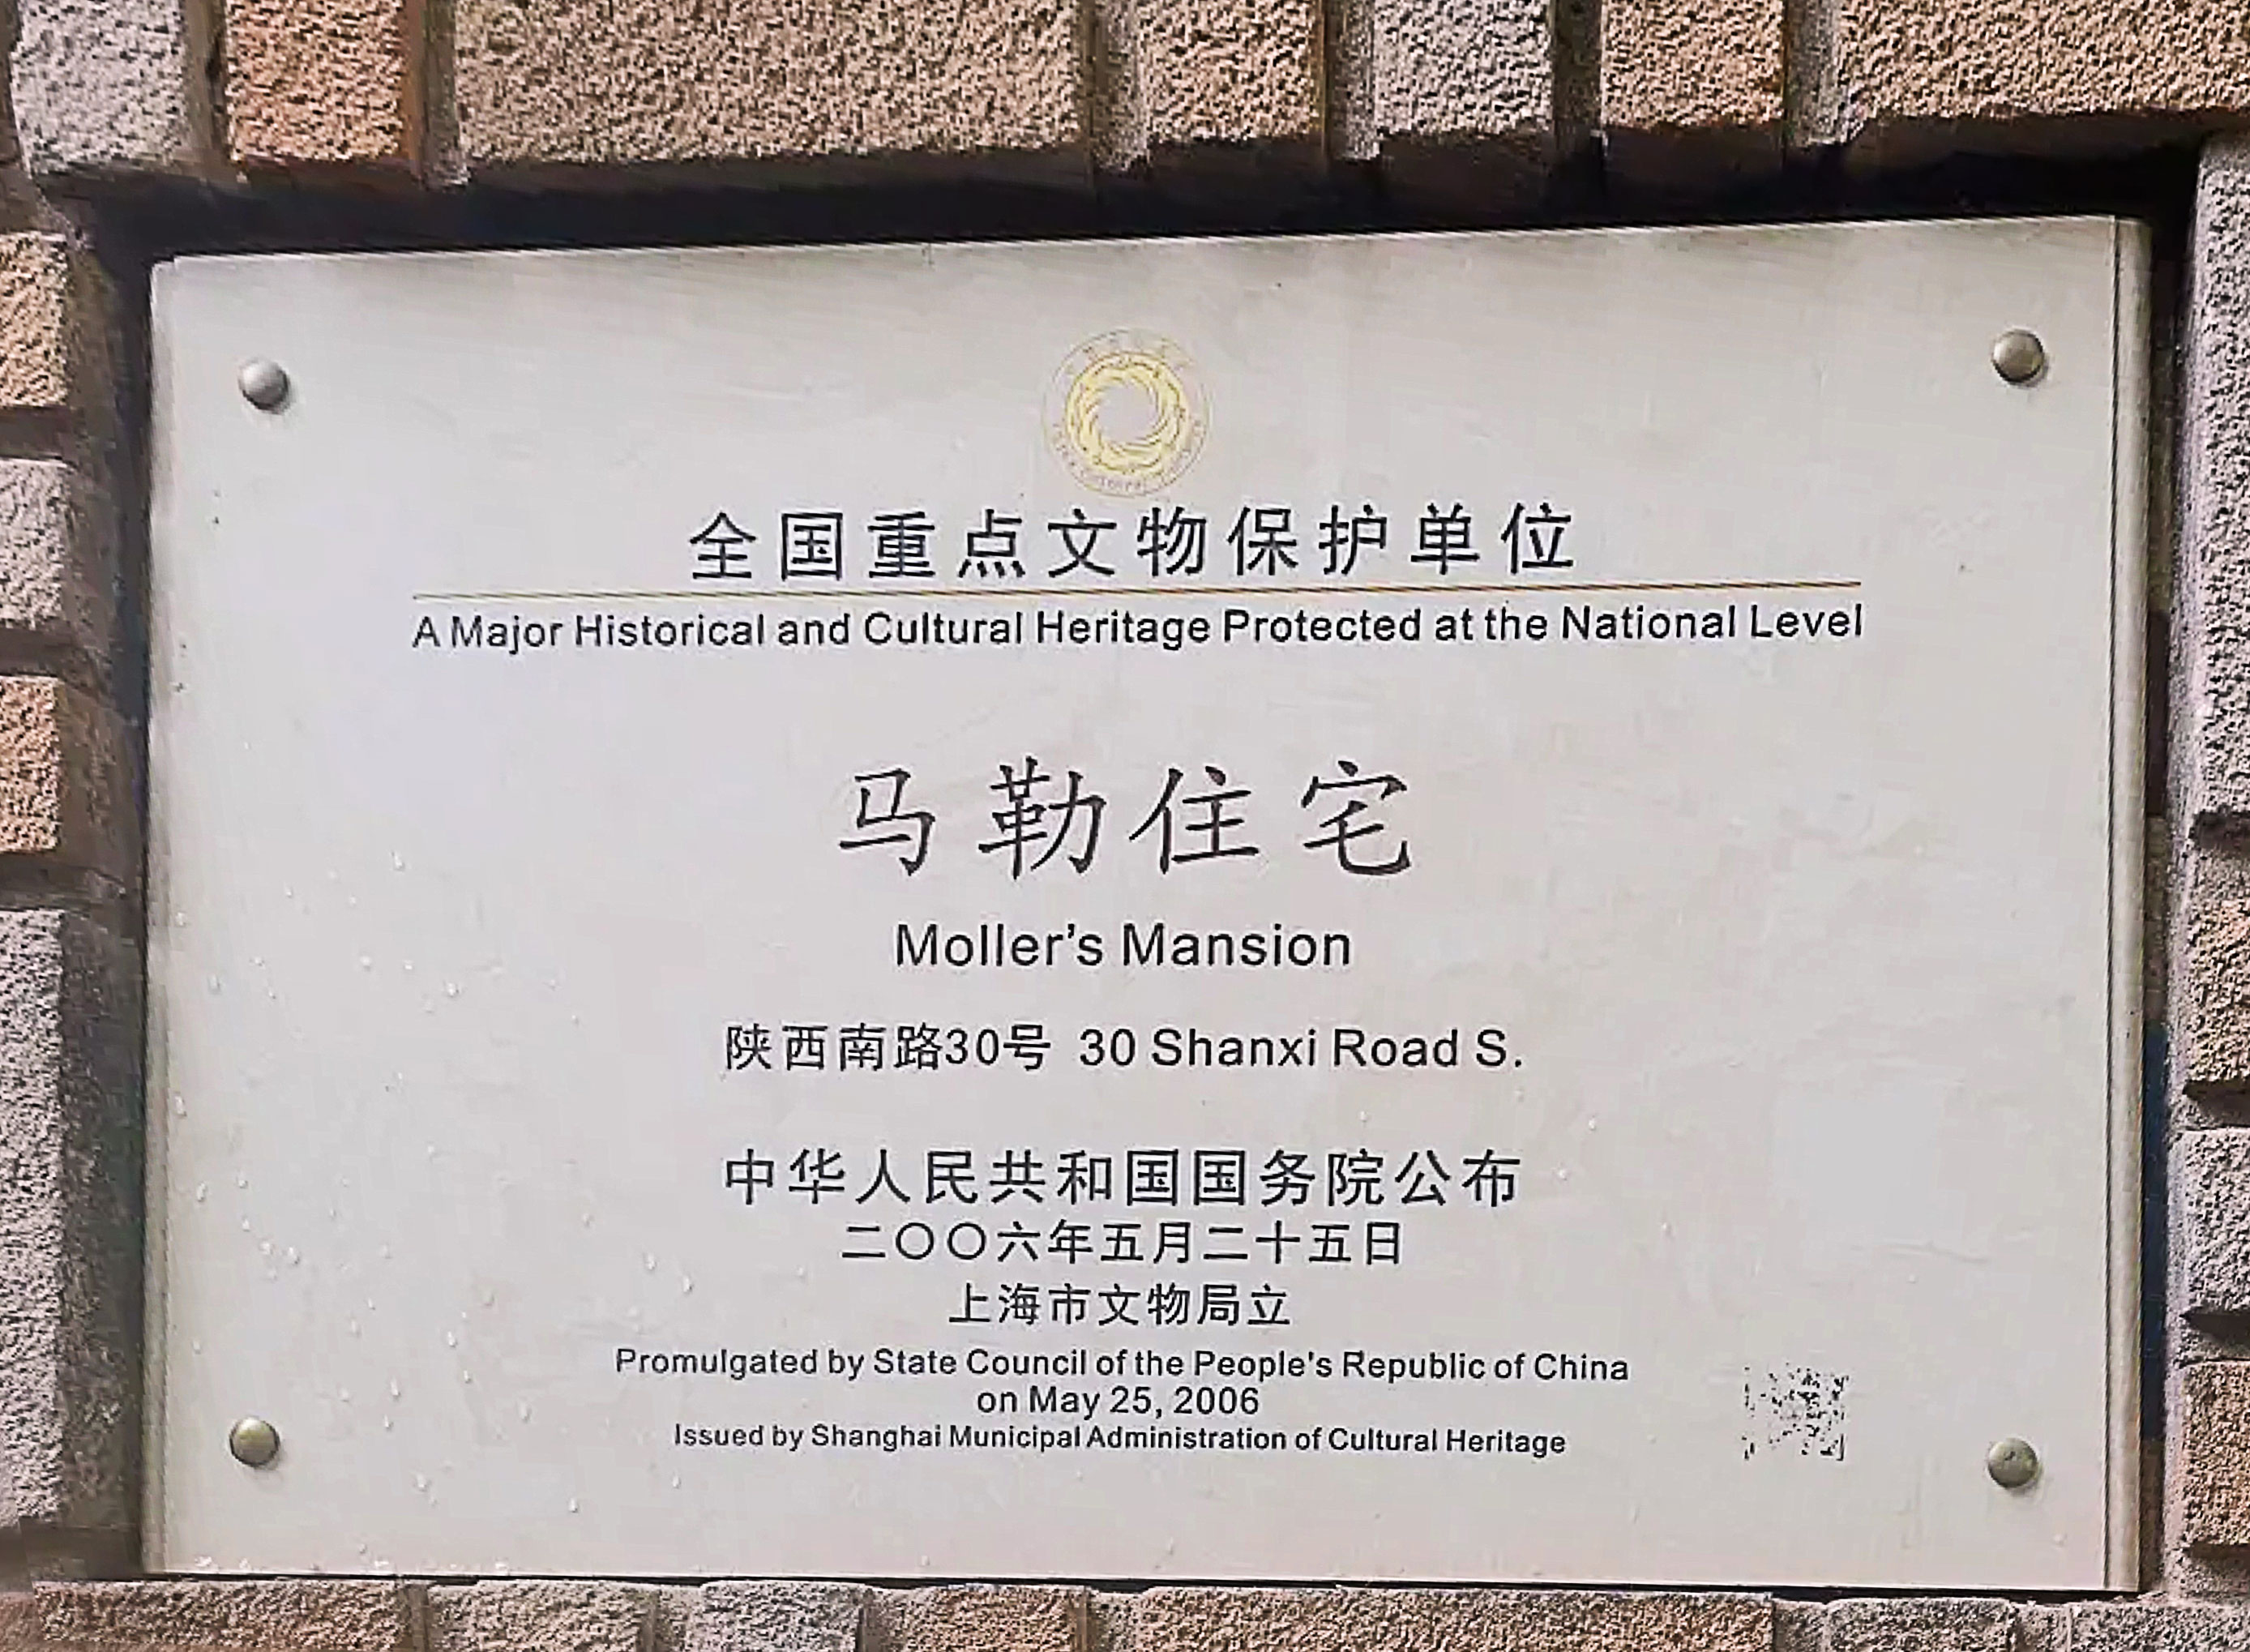 全国重点文物保护单位
A Major Historical and Cultural Heritage Protected at the National Level
马勒住宅
Moller's Mansion
陕西南路30号 30 Shanxi Road S.
中华人民共和国国务院公布
二〇〇六年五月二十五日
上海市文物局立
Promulgated by State Council of the People's Republic of China
on May 25, 2006
Issued by Shanghai Municipal Administration of Cultural Heritage